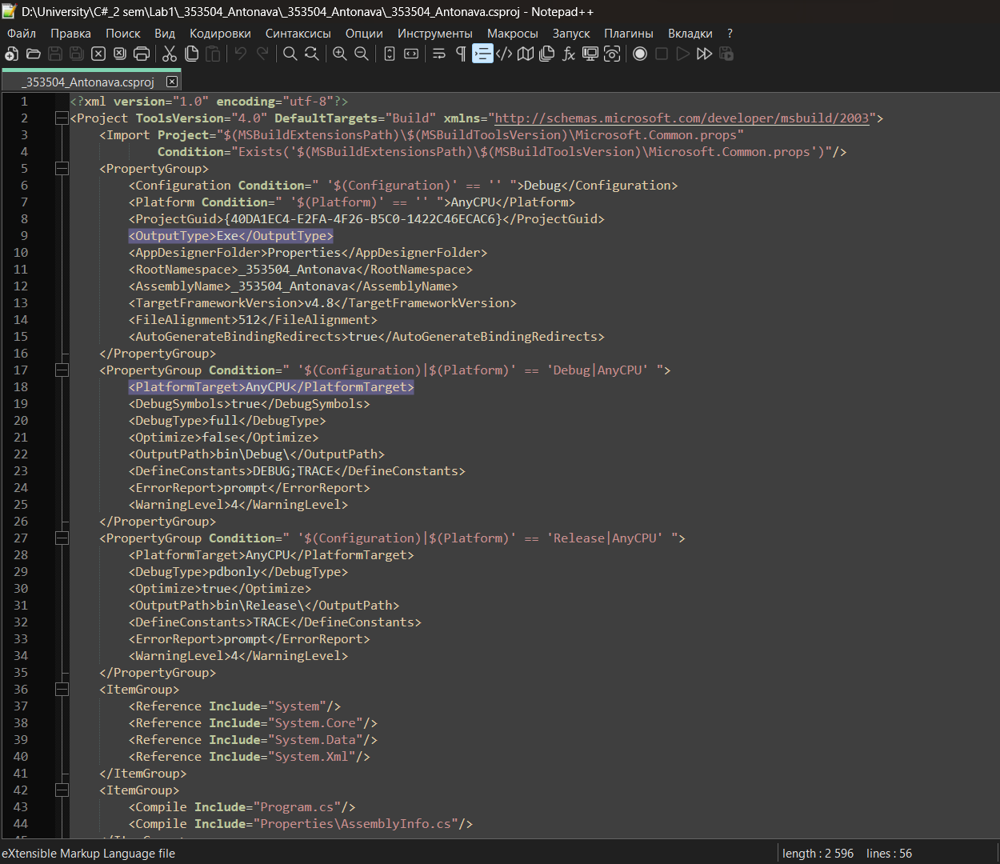 D:\University\C#_2 sem\Lab1\_353504_Antonava\_353504_Antonava\_353504_Antonava.csproj - Notepad++
Файл Правка Поиск Вид Кодировки Синтаксисы Опции Инструменты Макросы Запуск Плагины Вкладки ?
_353504_Antonava.csproj
1 <?xml version="1.0" encoding="utf-8"?>
2 <Project ToolsVersion="4.0" DefaultTargets="Build" xmlns="http://schemas.microsoft.com/developer/msbuild/2003">
3 <Import Project="$(MSBuildExtensionsPath)\$(MSBuildToolsVersion)\Microsoft.Common.props"
4 Condition="Exists('$(MSBuildExtensionsPath)\$(MSBuildToolsVersion)\Microsoft.Common.props')"/>
5 <PropertyGroup>
6 <Configuration Condition=" '$(Configuration)' == '' ">Debug</Configuration>
7 <Platform Condition=" '$(Platform)' == '' ">AnyCPU</Platform>
8 <ProjectGuid>{40DA1EC4-E2FA-4F26-B5C0-1422C46ECAC6}</ProjectGuid>
9 <OutputType>Exe</OutputType>
10 <AppDesignerFolder>Properties</AppDesignerFolder>
11 <RootNamespace>_353504_Antonava</RootNamespace>
12 <AssemblyName>_353504_Antonava</AssemblyName>
13 <TargetFrameworkVersion>v4.8</TargetFrameworkVersion>
14 <FileAlignment>512</FileAlignment>
15 <AutoGenerateBindingRedirects>true</AutoGenerateBindingRedirects>
16 </PropertyGroup>
17 <PropertyGroup Condition=" '$(Configuration)|$(Platform)' == 'Debug|AnyCPU' ">
18 <PlatformTarget>AnyCPU</PlatformTarget>
19 <DebugSymbols>true</DebugSymbols>
20 <DebugType>full</DebugType>
21 <Optimize>false</Optimize>
22 <OutputPath>bin\Debug\</OutputPath>
23 <DefineConstants>DEBUG;TRACE</DefineConstants>
24 <ErrorReport>prompt</ErrorReport>
25 <WarningLevel>4</WarningLevel>
26 </PropertyGroup>
27 <PropertyGroup Condition=" '$(Configuration)|$(Platform)' == 'Release|AnyCPU' ">
28 <PlatformTarget>AnyCPU</PlatformTarget>
29 <DebugType>pdbonly</DebugType>
30 <Optimize>true</Optimize>
31 <OutputPath>bin\Release\</OutputPath>
32 <DefineConstants>TRACE</DefineConstants>
33 <ErrorReport>prompt</ErrorReport>
34 <WarningLevel>4</WarningLevel>
35 </PropertyGroup>
36 <ItemGroup>
37 <Reference Include="System"/>
38 <Reference Include="System.Core"/>
39 <Reference Include="System.Data"/>
40 <Reference Include="System.Xml"/>
41 </ItemGroup>
42 <ItemGroup>
43 <Compile Include="Program.cs"/>
44 <Compile Include="Properties\AssemblyInfo.cs"/>
eXtensible Markup Language file length : 2 596 lines : 56